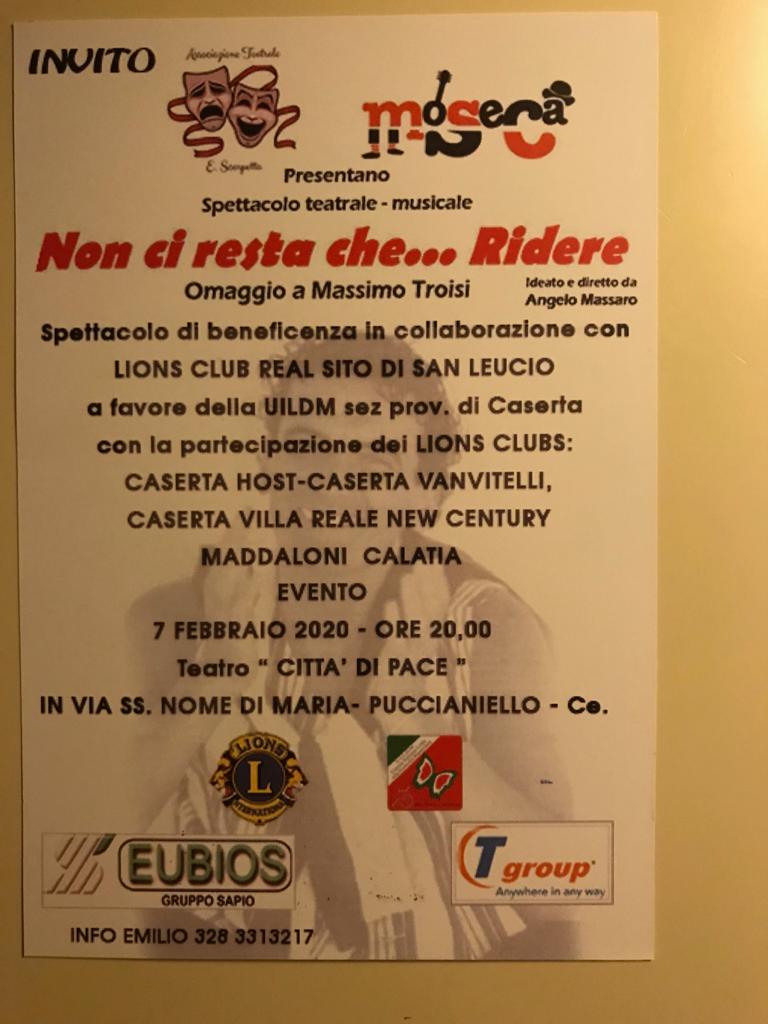 INVITO
Associazione Teatrale
E. Scarpetta
moseca
Presentano
Spettacolo teatrale - musicale
Non ci resta che... Ridere
Omaggio a Massimo Troisi
Ideato e diretto da
Angelo Massaro
Spettacolo di beneficenza in collaborazione con
LIONS CLUB REAL SITO DI SAN LEUCIO
a favore della UILDM sez prov. di Caserta
con la partecipazione dei LIONS CLUBS:
CASERTA HOST-CASERTA VANVITELLI,
CASERTA VILLA REALE NEW CENTURY
MADDALONI CALATIA
EVENTO
7 FEBBRAIO 2020 - ORE 20,00
Teatro “ CITTA' DI PACE ”
IN VIA SS. NOME DI MARIA- PUCCIANIELLO - Ce.
LIONS
L
INTERNATIONAL
EUBIOS
GRUPPO SAPIO
T group
Anywhere in any way
INFO EMILIO 328 3313217